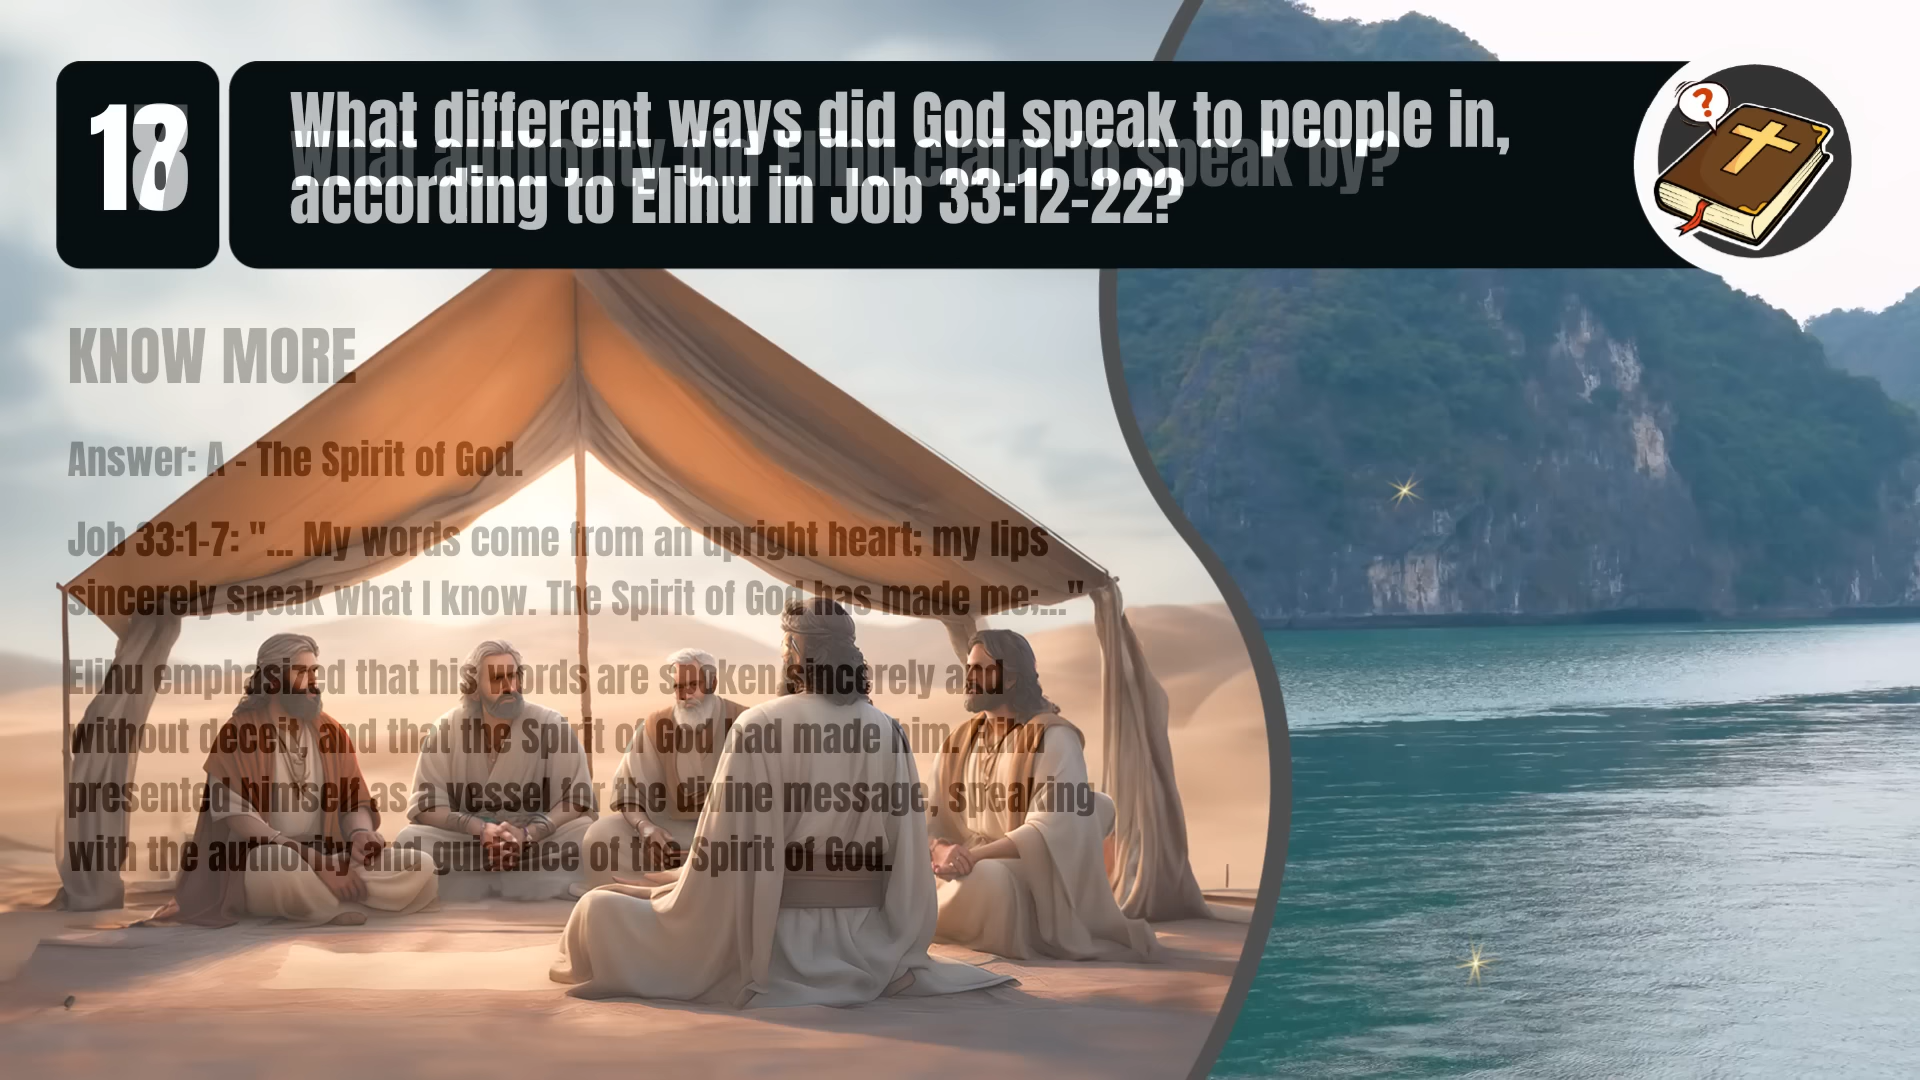 18
17
What different ways did God speak to people in,
according to Elihu in Job 33:12-22?
What authority did Elihu claim to speak by?
?
KNOW MORE
Answer: A - The Spirit of God.
Job 33:1-7: "... My words come from an upright heart; my lips
sincerely speak what I know. The Spirit of God has made me;..."
Elihu emphasized that his words are spoken sincerely and
without deceit and that the Spirit of God had made him. Elihu
presented himself as a vessel for the divine message, speaking
with the authority and guidance of the Spirit of God.